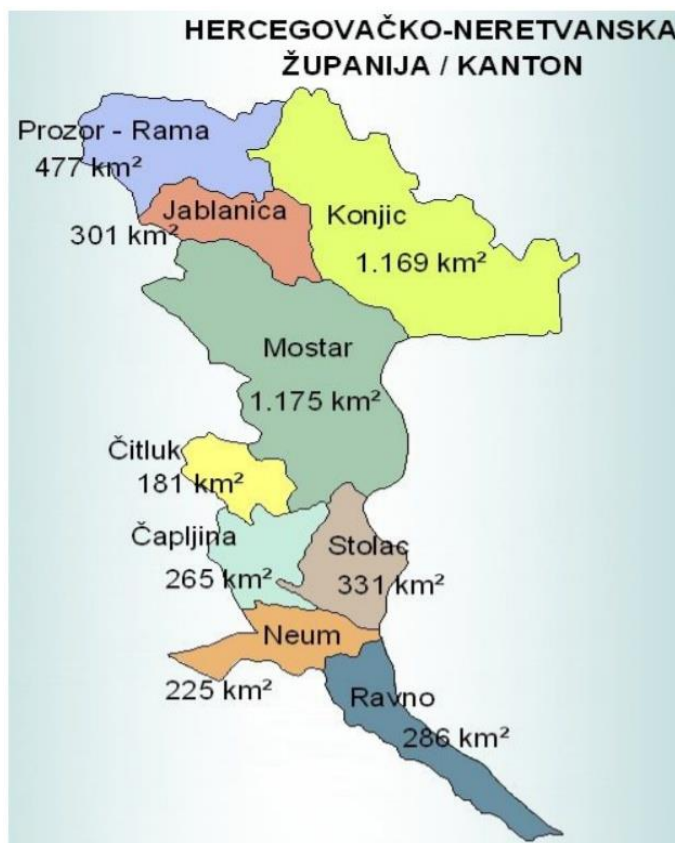 HERCEGOVAČKO-NERETVANSKA
ŽUPANIJA / KANTON
Prozor - Rama
477 km²
Jablanica
301 km²
Konjic
1.169 km²
Mostar
1.175 km²
Čitluk
181 km²
Čapljina
265 km²
Stolac
331 km²
Neum
225 km²
Ravno
286 km²